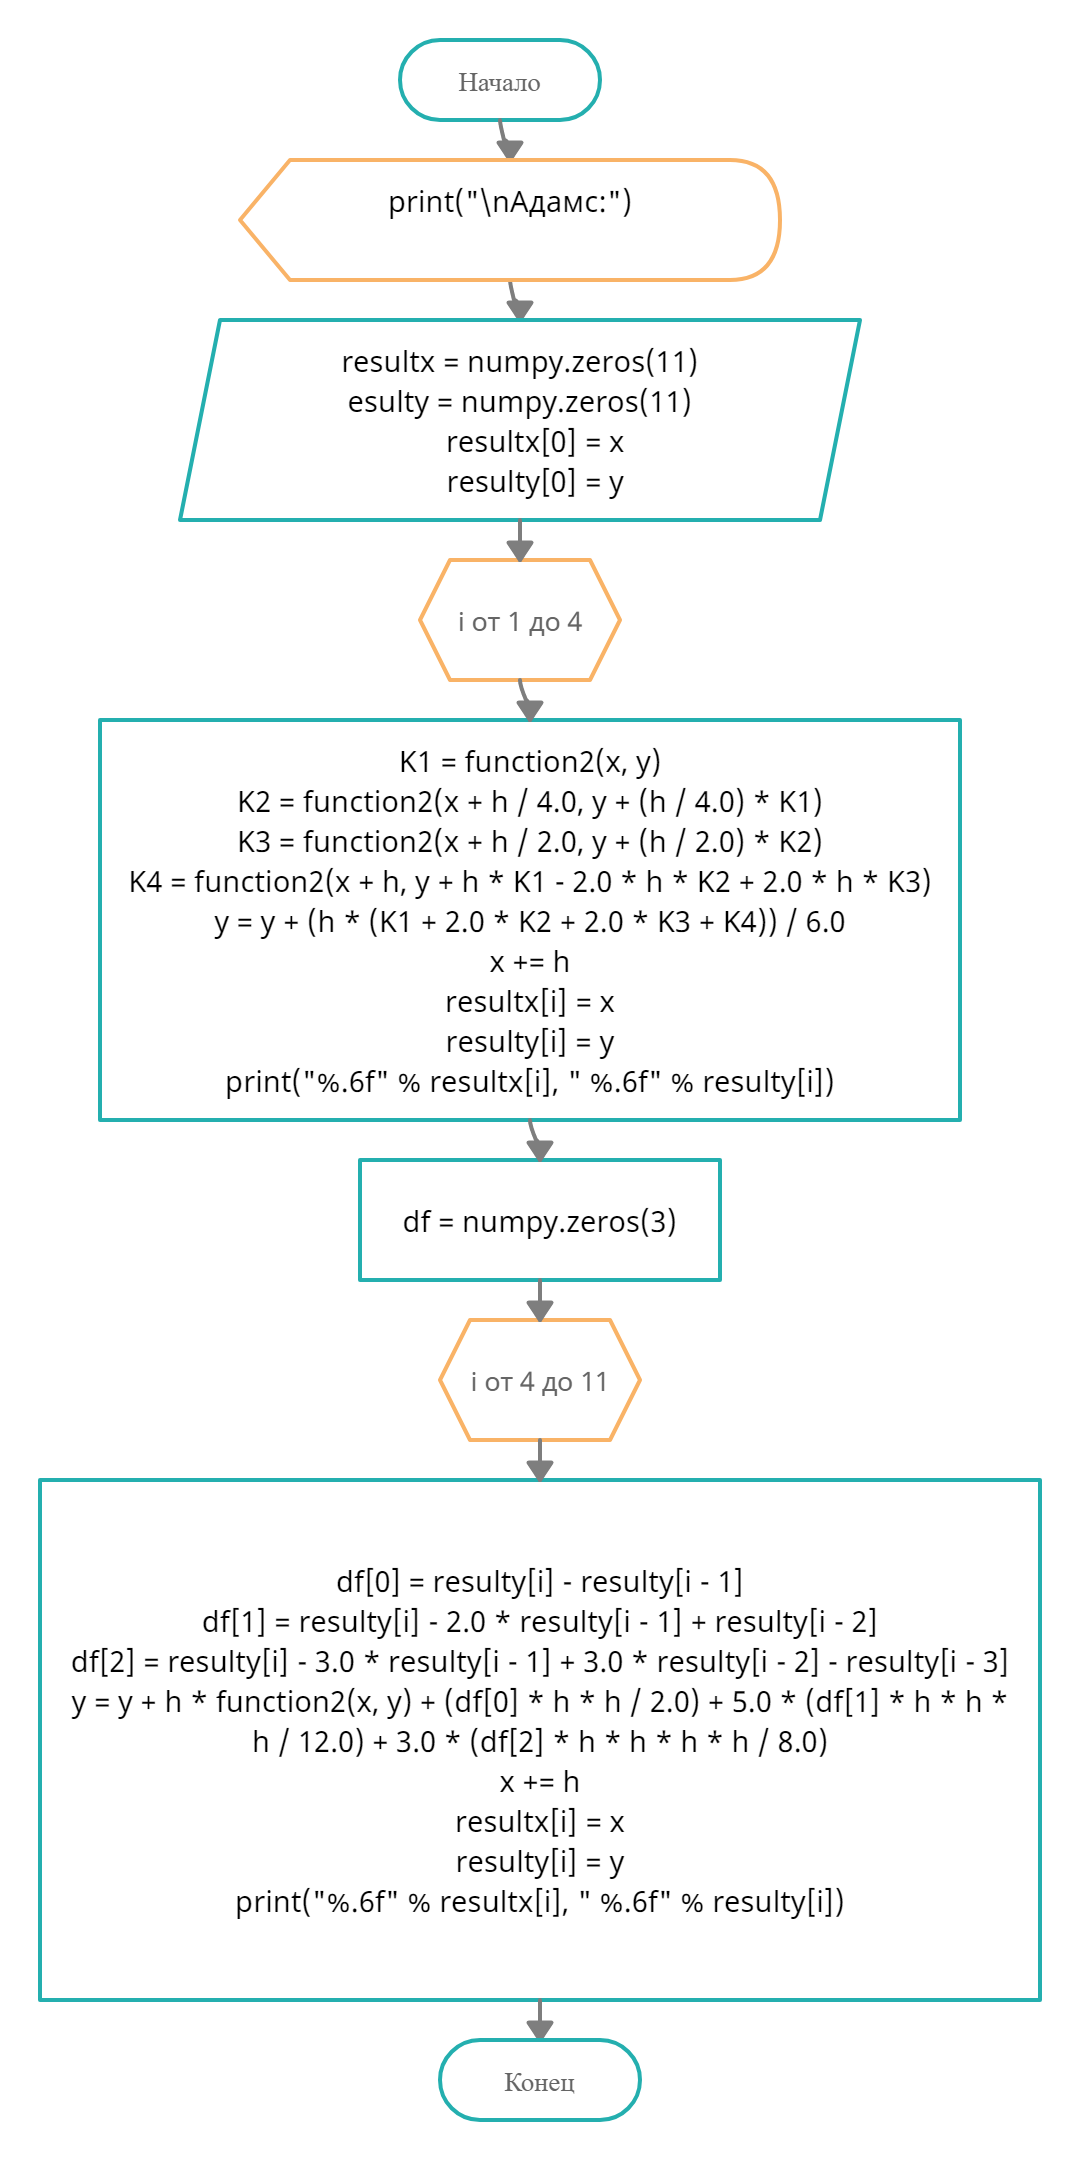 Начало
print("\nАдамс:")
resultx = numpy.zeros(11)
esulty = numpy.zeros(11)
resultx[0] = x
resulty[0] = y
i от 1 до 4
K1 = function2(x, y)
K2 = function2(x + h / 4.0, y + (h / 4.0) * K1)
K3 = function2(x + h / 2.0, y + (h / 2.0) * K2)
K4 = function2(x + h, y + h * K1 - 2.0 * h * K2 + 2.0 * h * K3)
y = y + (h * (K1 + 2.0 * K2 + 2.0 * K3 + K4)) / 6.0
x += h
resultx[i] = x
resulty[i] = y
print("%.6f" % resultx[i], " %.6f" % resulty[i])
df = numpy.zeros(3)
i от 4 до 11
df[0] = resulty[i] - resulty[i - 1]
df[1] = resulty[i] - 2.0 * resulty[i - 1] + resulty[i - 2]
df[2] = resulty[i] - 3.0 * resulty[i - 1] + 3.0 * resulty[i - 2] - resulty[i - 3]
y = y + h * function2(x, y) + (df[0] * h * h / 2.0) + 5.0 * (df[1] * h * h *
h / 12.0) + 3.0 * (df[2] * h * h * h * h / 8.0)
x += h
resultx[i] = x
resulty[i] = y
print("%.6f" % resultx[i], " %.6f" % resulty[i])
Конец